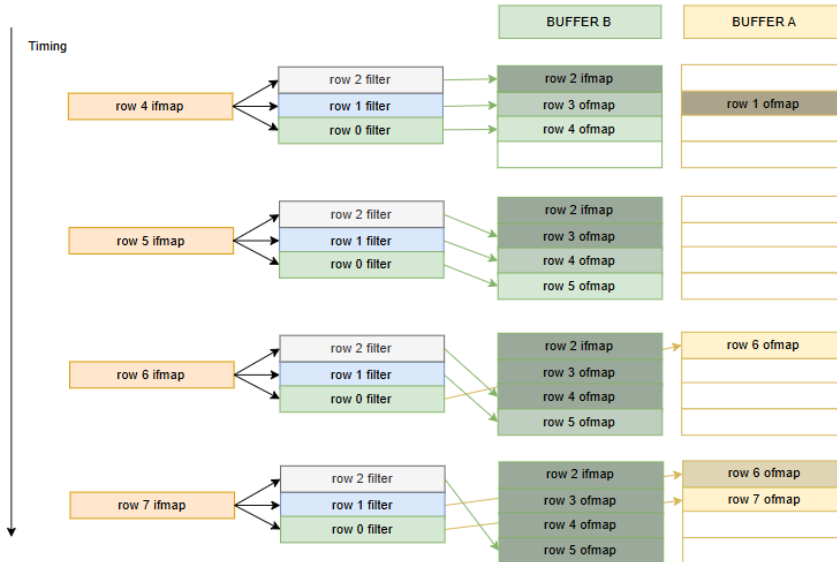 BUFFER B
BUFFER A
Timing
row 4 ifmap
row 2 filter
row 1 filter
row 0 filter
row 2 ifmap
row 3 ofmap
row 4 ofmap
row 1 ofmap
row 5 ifmap
row 2 filter
row 1 filter
row 0 filter
row 2 ifmap
row 3 ofmap
row 4 ofmap
row 5 ofmap
row 6 ifmap
row 2 filter
row 1 filter
row 0 filter
row 2 ifmap
row 3 ofmap
row 4 ofmap
row 5 ofmap
row 6 ofmap
row 7 ifmap
row 2 filter
row 1 filter
row 0 filter
row 2 ifmap
row 3 ofmap
row 4 ofmap
row 5 ofmap
row 6 ofmap
row 7 ofmap